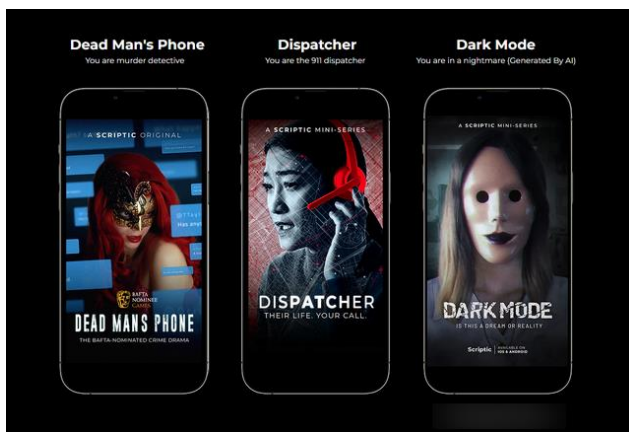 Dead Man's Phone
You are murder detective
Dispatcher
You are the 911 dispatcher
Dark Mode
You are in a nightmare (Generated By AI)
A SCRIPTIC ORIGINAL
BAFTA
NOMINEE
GAMES
DEAD MAN'S PHONE
THE BAFTA-NOMINATED CRIME DRAMA
A SCRIPTIC MINI-SERIES
DISPATCHER
THEIR LIFE. YOUR CALL.
A SCRIPTIC MINI-SERIES
DARK MODE
IS THIS A DREAM OR REALITY
Scriptic
AVAILABLE ON
IOS & ANDROID